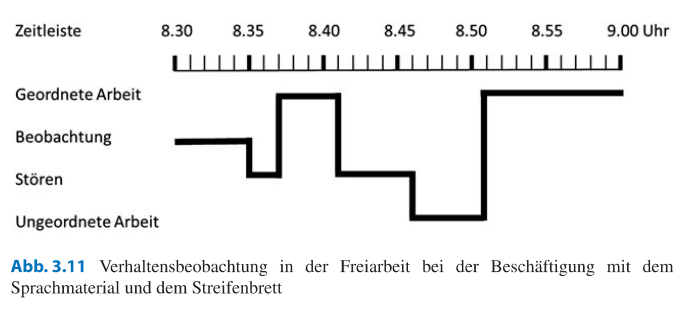 Zeitleiste 8.30 8.35 8.40 8.45 8.50 8.55 9.00 Uhr
Geordnete Arbeit
Beobachtung
Stören
Ungeordnete Arbeit
Abb. 3.11 Verhaltensbeobachtung in der Freiarbeit bei der Beschäftigung mit dem
Sprachmaterial und dem Streifenbrett